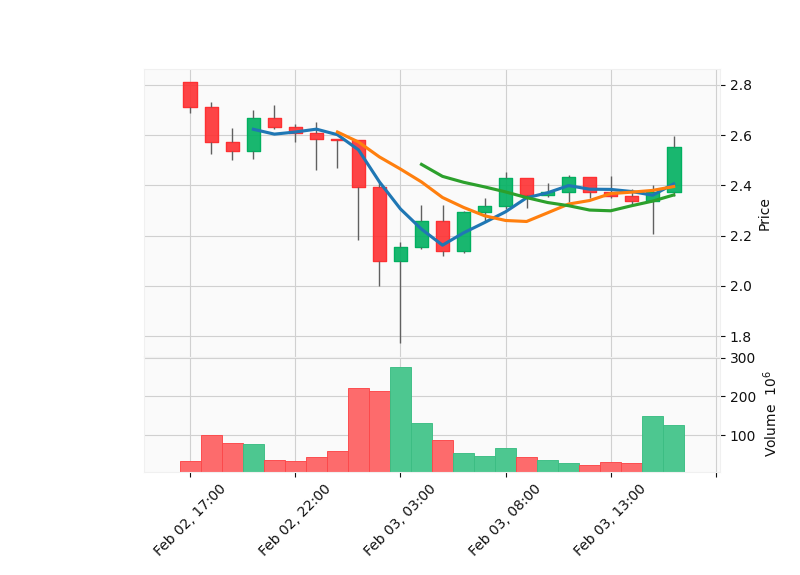 2.8
2.6
2.4
2.2
2.0
1.8
Price
300
200
100
Volume 10^6
Feb 02, 17:00
Feb 02, 22:00
Feb 03, 03:00
Feb 03, 08:00
Feb 03, 13:00